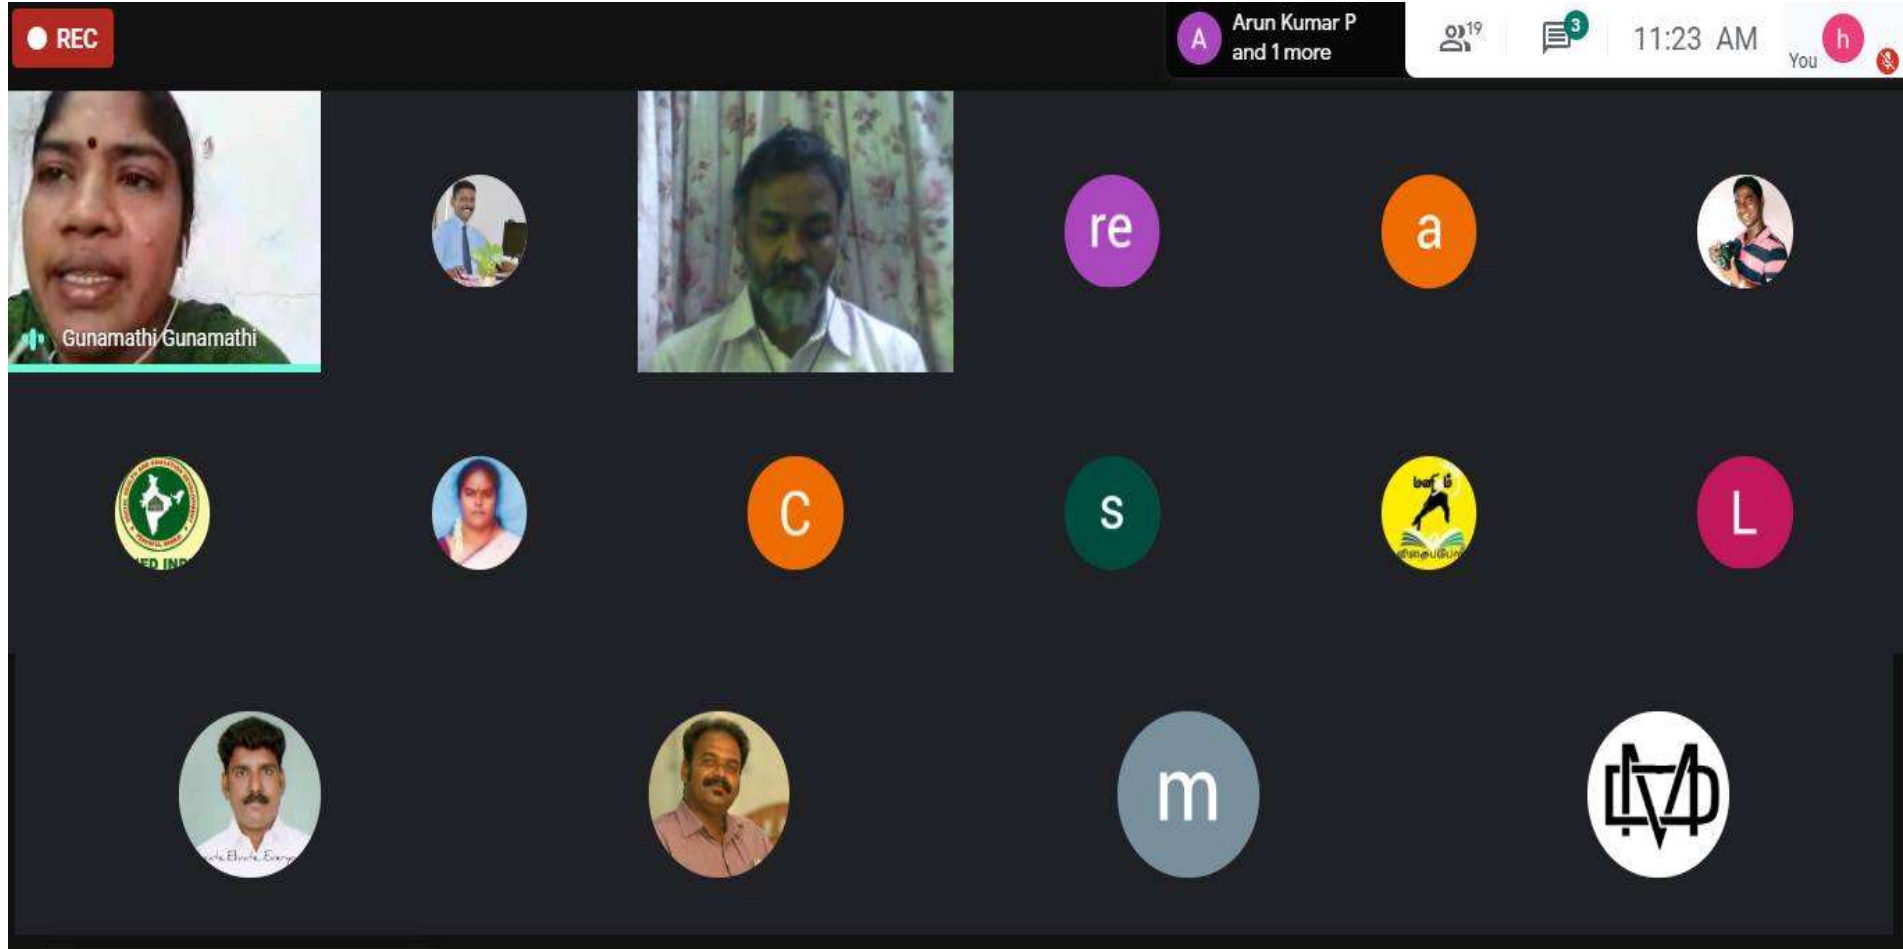 REC
A
Arun Kumar P
and 1 more
19
3
11:23 AM
You
h
Gunamathi Gunamathi
re
a
C
s
L
m